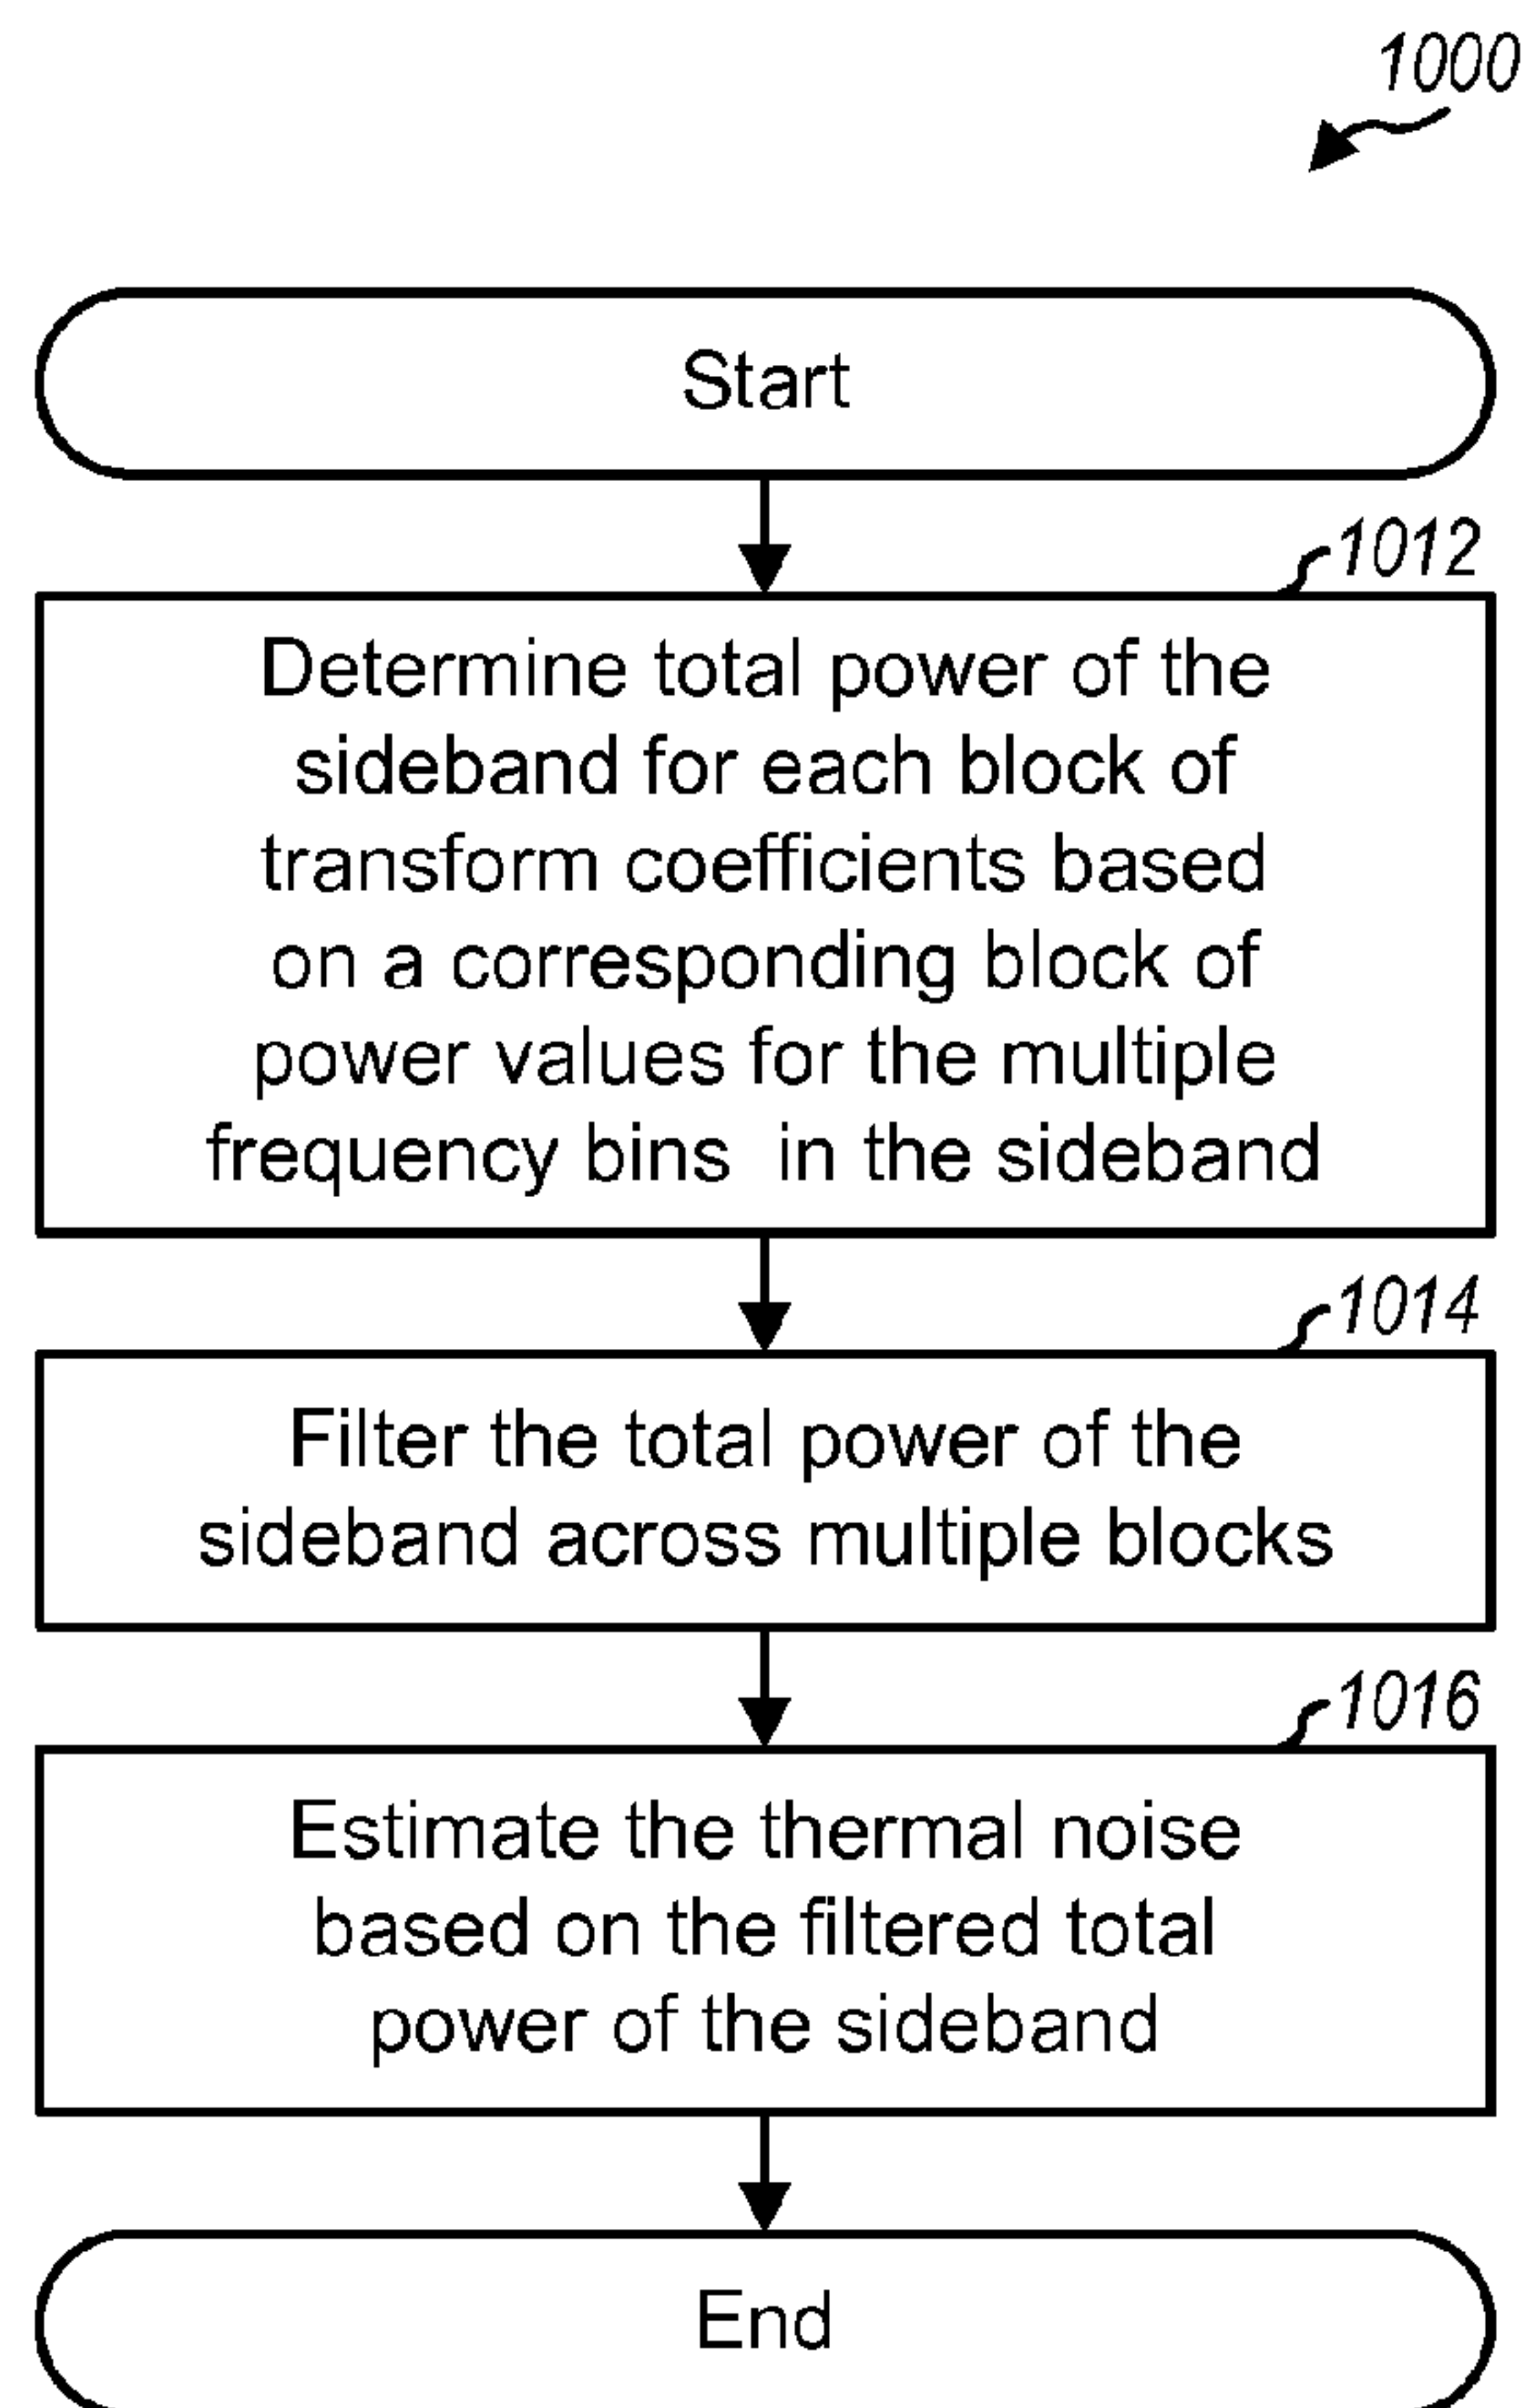 1000
Start
1012
Determine total power of the
sideband for each block of
transform coefficients based
on a corresponding block of
power values for the multiple
frequency bins in the sideband
1014
Filter the total power of the
sideband across multiple blocks
1016
Estimate the thermal noise
based on the filtered total
power of the sideband
End